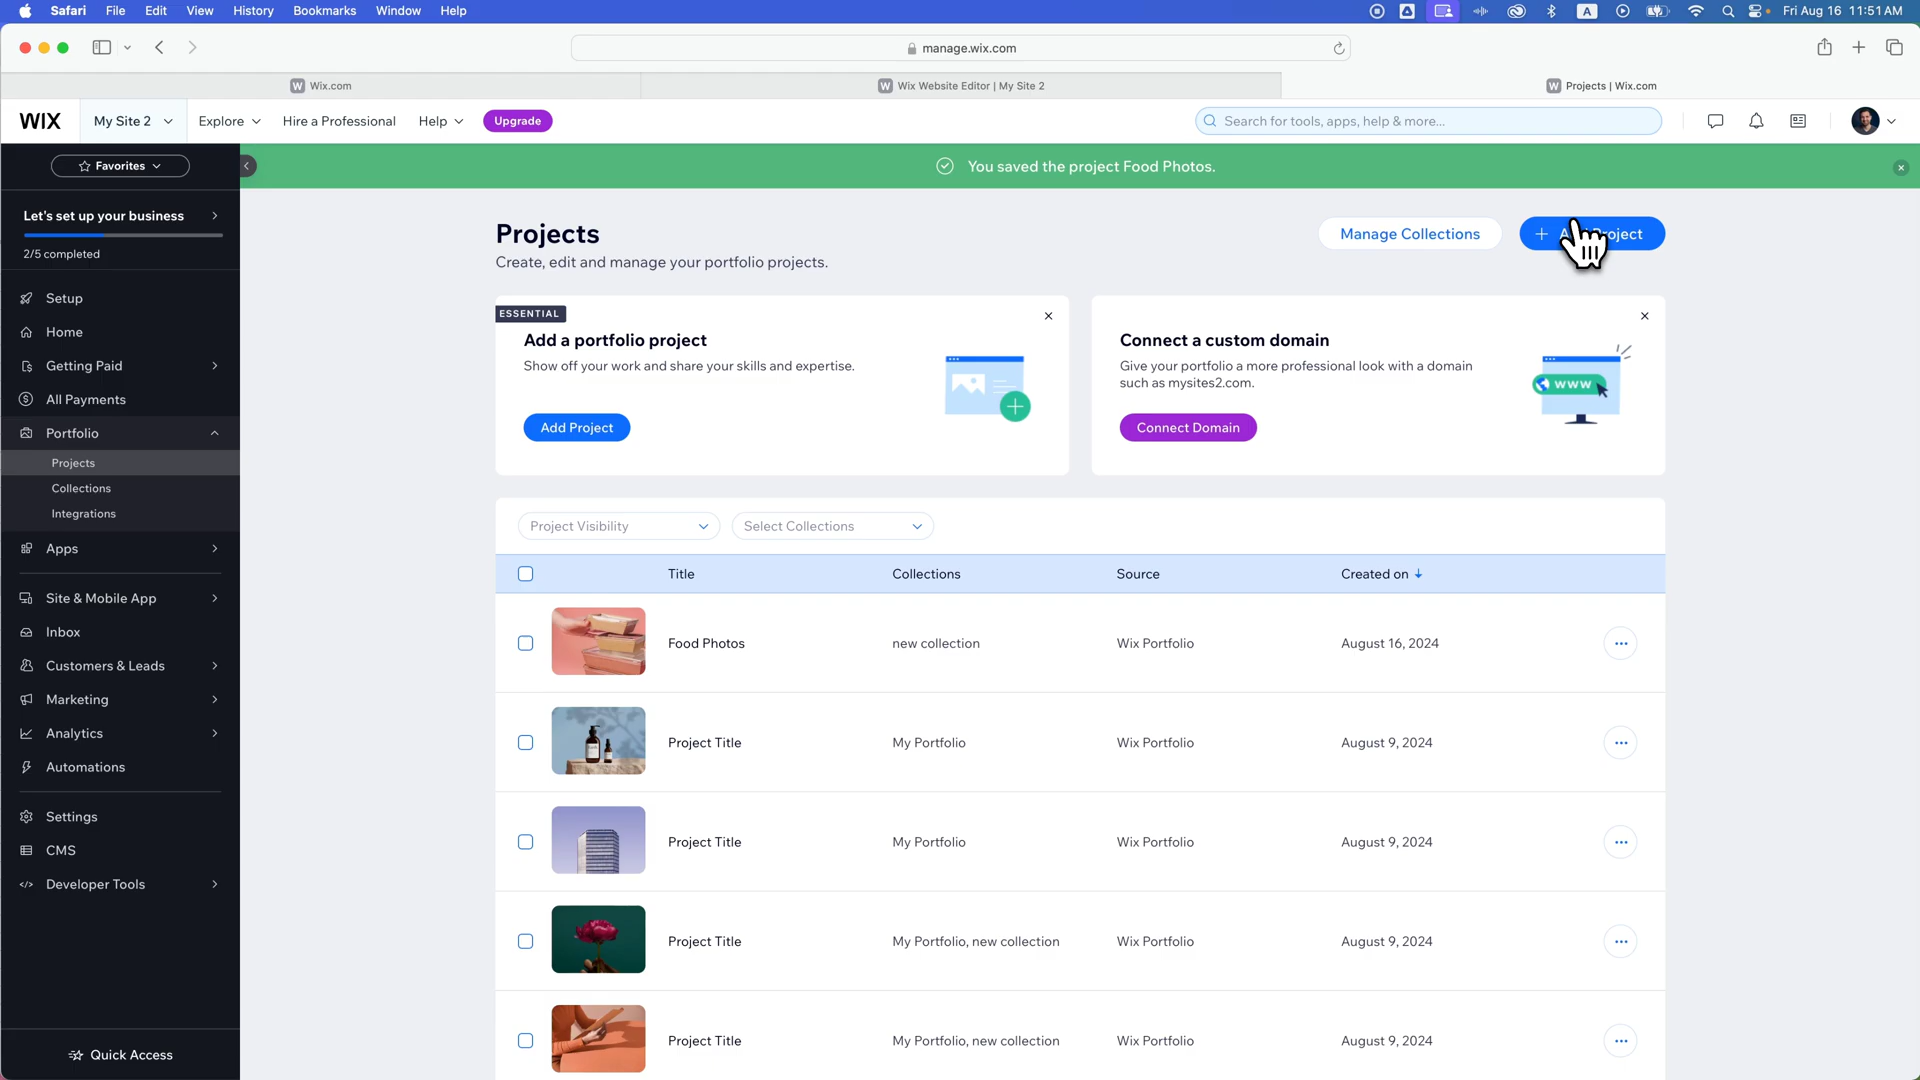 Safari File Edit View History Bookmarks Window Help A Fri Aug 16 11:51 AM
manage.wix.com
W Wix.com W Wix Website Editor | My Site 2 W Projects | Wix.com
WIX My Site 2 Explore Hire a Professional Help Upgrade Search for tools, apps, help & more...
Favorites
You saved the project Food Photos.
Let's set up your business
2/5 completed
Setup
Home
Getting Paid
All Payments
Portfolio
Projects
Collections
Integrations
Apps
Site & Mobile App
Inbox
Customers & Leads
Marketing
Analytics
Automations
Settings
CMS
Developer Tools
Quick Access
Projects
Create, edit and manage your portfolio projects.
Manage Collections
ESSENTIAL
Add a portfolio project
Show off your work and share your skills and expertise.
Add Project
Connect a custom domain
Give your portfolio a more professional look with a domain
such as mysites2.com.
Connect Domain
WWW
Project Visibility Select Collections
Title Collections Source Created on
Food Photos new collection Wix Portfolio August 16, 2024
Project Title My Portfolio Wix Portfolio August 9, 2024
Project Title My Portfolio Wix Portfolio August 9, 2024
Project Title My Portfolio, new collection Wix Portfolio August 9, 2024
Project Title My Portfolio, new collection Wix Portfolio August 9, 2024